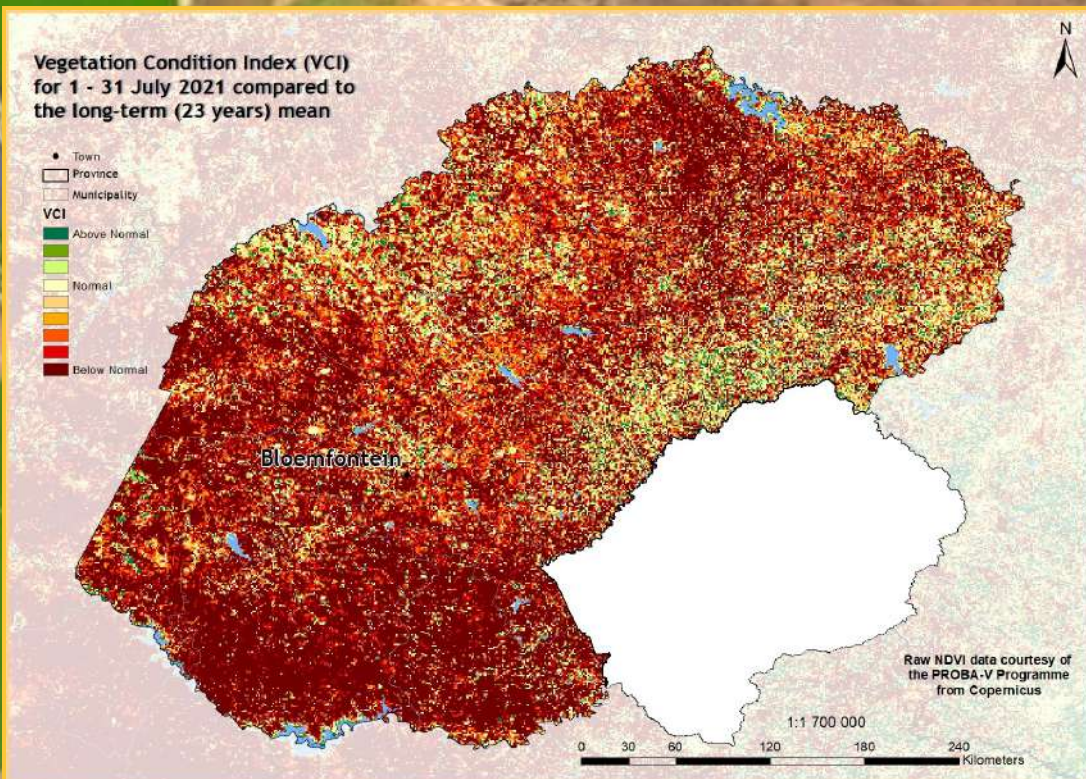 Vegetation Condition Index (VCI)
for 1 - 31 July 2021 compared to
the long-term (23 years) mean
N
Town
Province
Municipality
VCI
Above Normal
Normal
Below Normal
Bloemfontein
Raw NDVI data courtesy of
the PROBA-V Programme
from Copernicus
1:1 700 000
0 30 60 120 180 240
Kilometers